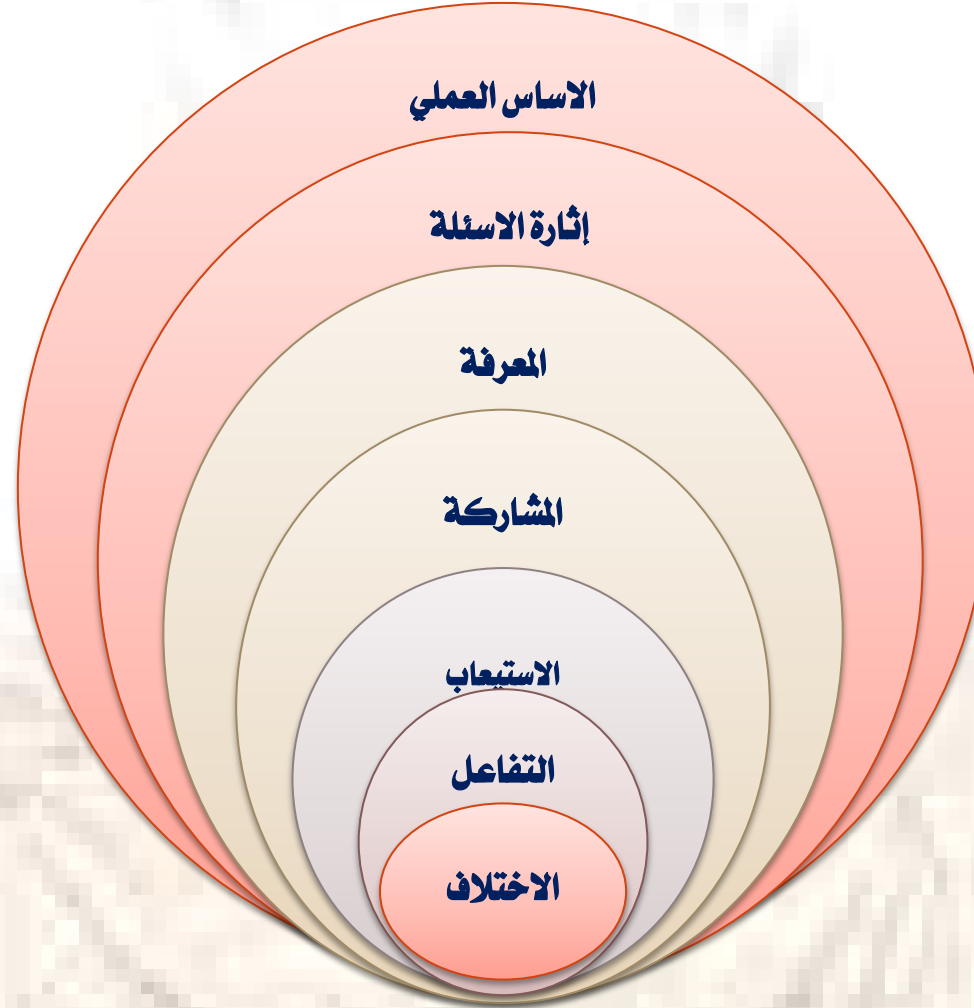 الاساس العملي
إثارة الاسئلة
المعرفة
المشاركة
الاستيعاب
التفاعل
الاختلاف